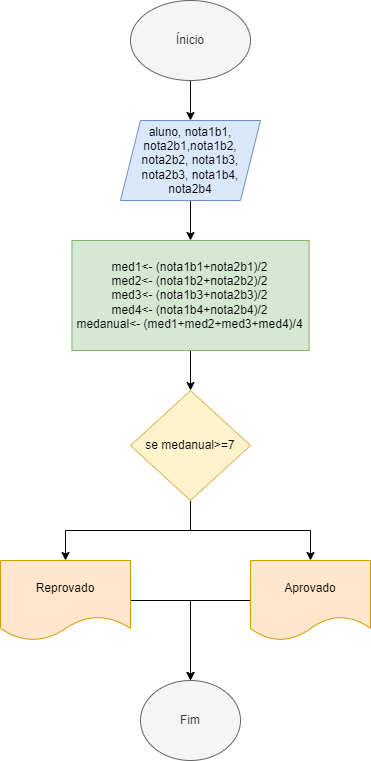 Ínicio
aluno, nota1b1,
nota2b1,nota1b2,
nota2b2, nota1b3,
nota2b3, nota1b4,
nota2b4
med1<- (nota1b1+nota2b1)/2
med2<- (nota1b2+nota2b2)/2
med3<- (nota1b3+nota2b3)/2
med4<- (nota1b4+nota2b4)/2
medanual<- (med1+med2+med3+med4)/4
se medanual>=7
Reprovado
Aprovado
Fim